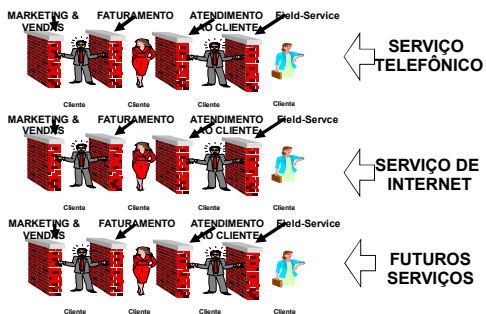 MARKETING & VENDAS FATURAMENTO ATENDIMENTO AO CLIENTE Field-Service
SERVIÇO
TELEFÔNICO
Cliente Cliente Cliente Cliente
MARKETING & VENDAS FATURAMENTO ATENDIMENTO AO CLIENTE Field-Servce
SERVIÇO DE
INTERNET
Cliente Cliente Cliente Cliente
MARKETING & VENDAS FATURAMENTO ATENDIMENTO AO CLIENTE Field-Service
FUTUROS
SERVIÇOS
Cliente Cliente Cliente Cliente